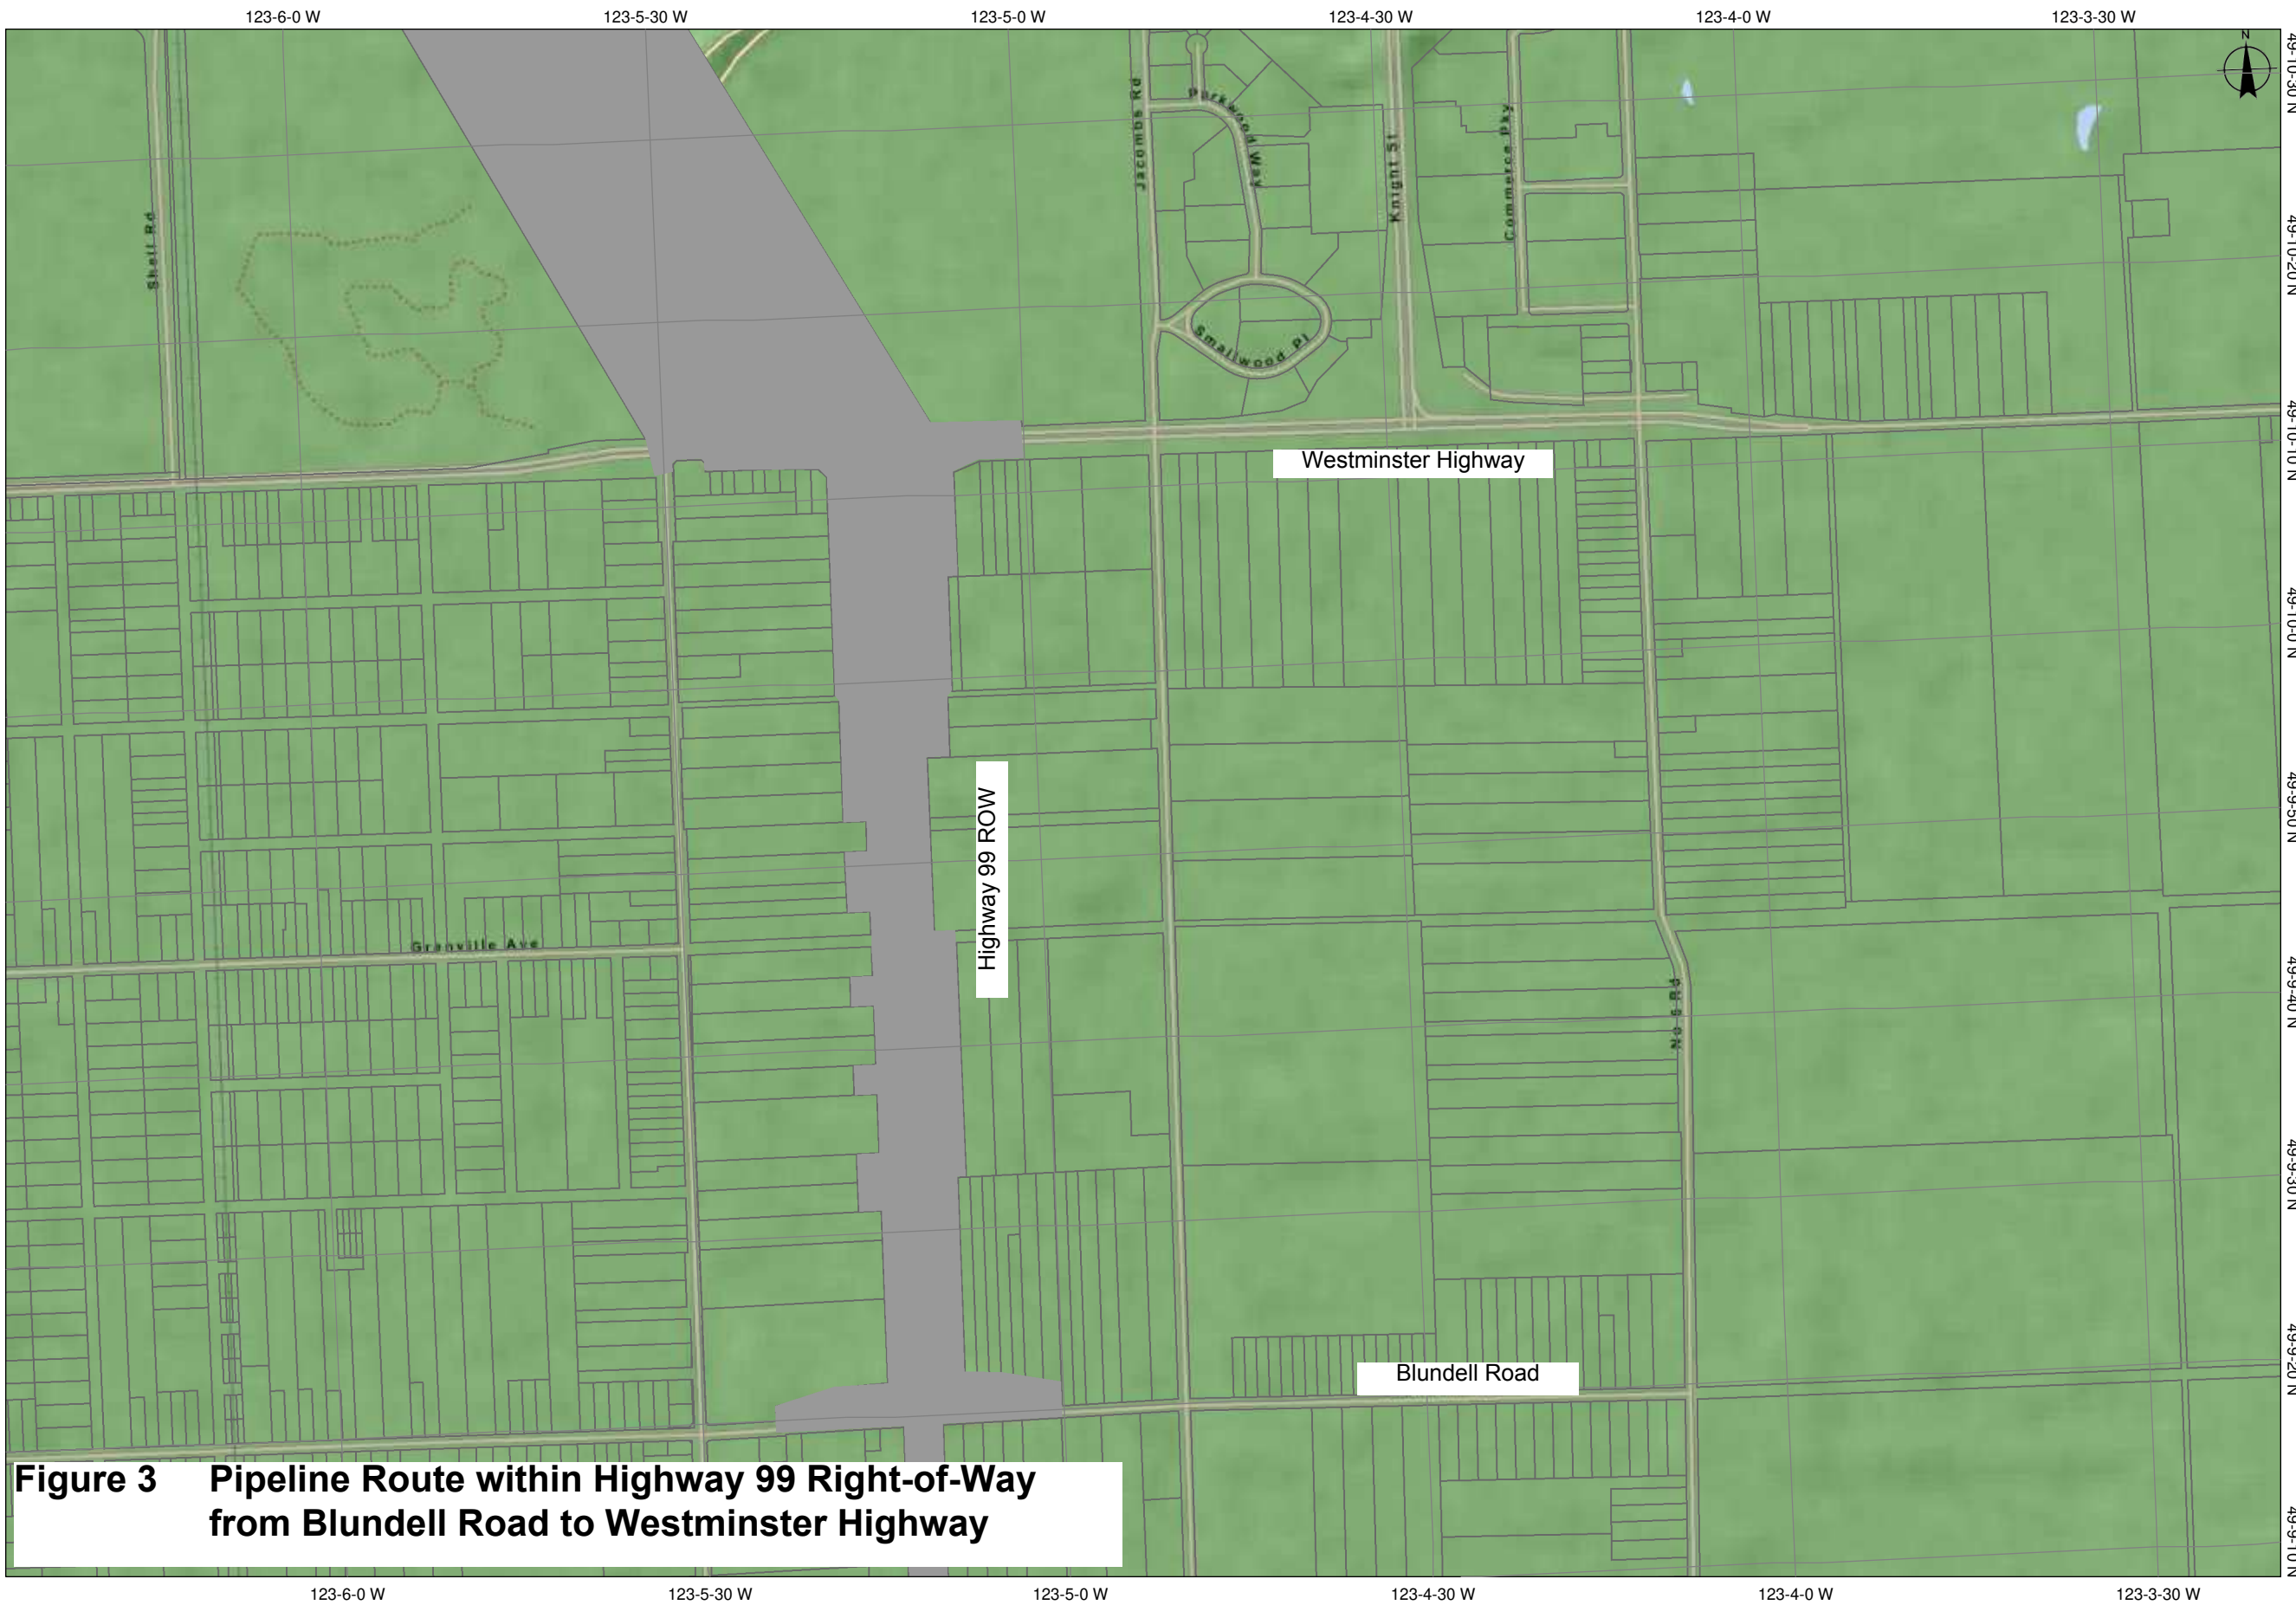 123-6-0 W 123-5-30 W 123-5-0 W 123-4-30 W 123-4-0 W 123-3-30 W
N
49-10-30 N
Jacombs Rd
Parkwood Way
Knight St
Commerce Pky
Shell Rd
49-10-20 N
Smallwood Pl
49-10-10 N
Westminster Highway
49-10-0 N
49-9-50 N
Highway 99 ROW
Granville Ave
49-9-40 N
No 6 Rd
49-9-30 N
49-9-20 N
Blundell Road
Figure 3 Pipeline Route within Highway 99 Right-of-Way
from Blundell Road to Westminster Highway
49-9-10 N
123-6-0 W 123-5-30 W 123-5-0 W 123-4-30 W 123-4-0 W 123-3-30 W